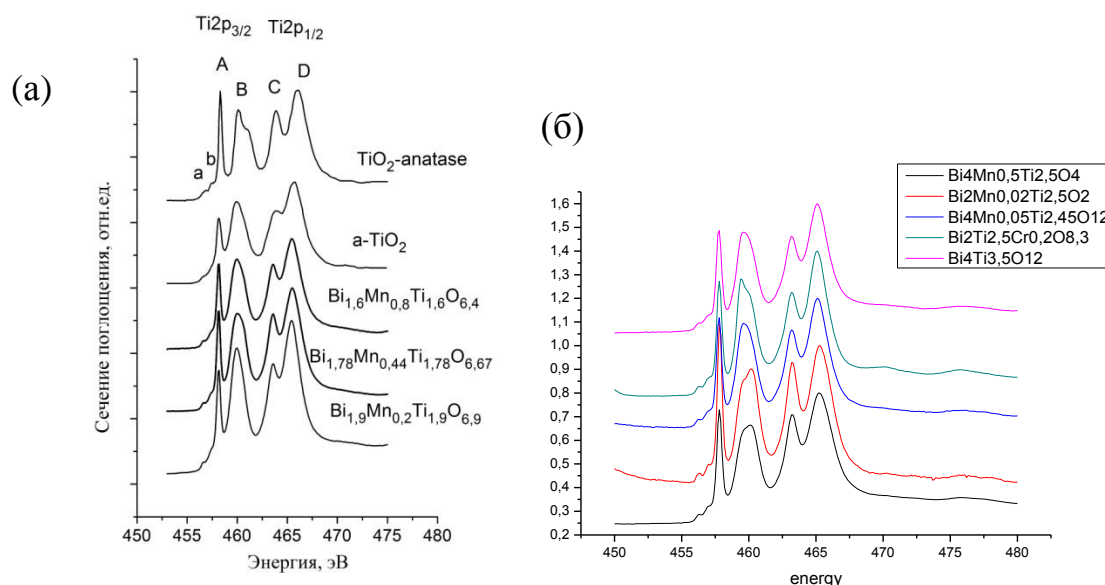 (а)
Ti2p3/2 Ti2p1/2
A
B
C
D
a
b
TiO2-anatase
a-TiO2
Bi1,6Mn0,8Ti1,6O6,4
Bi1,78Mn0,44Ti1,78O6,67
Bi1,9Mn0,2Ti1,9O6,9
Сечение поглощения, отн.ед.
450 455 460 465 470 475 480
Энергия, эВ
(б)
Bi4Mn0,5Ti2,5O4
Bi2Mn0,02Ti2,5O2
Bi4Mn0,05Ti2,45O12
Bi2Ti2,5Cr0,2O8,3
Bi4Ti3,5O12
1,6
1,5
1,4
1,3
1,2
1,1
1,0
0,9
0,8
0,7
0,6
0,5
0,4
0,3
0,2
450 455 460 465 470 475 480
energy